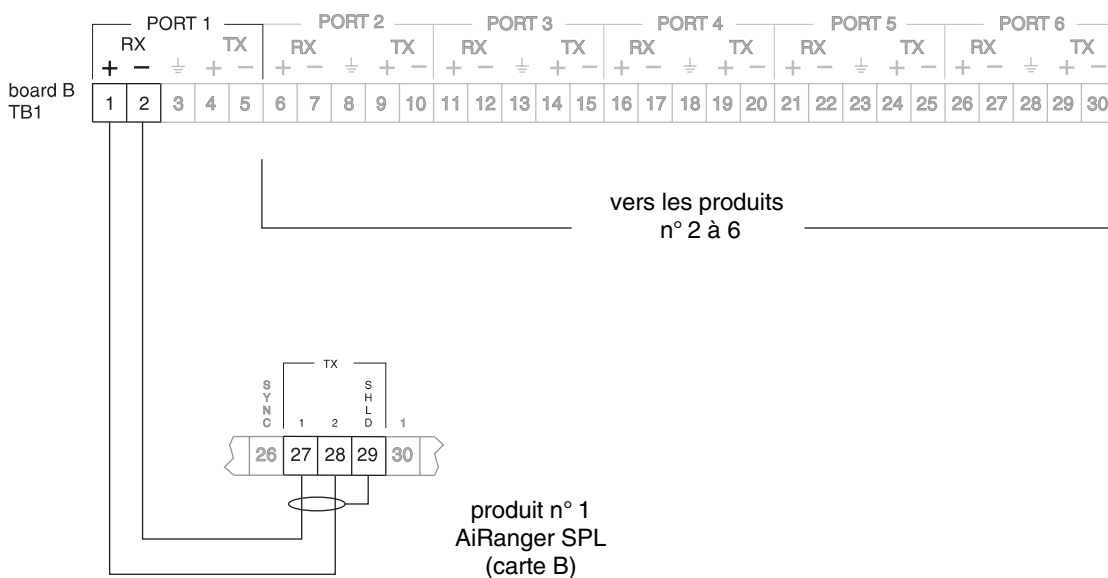 PORT 1 PORT 2 PORT 3 PORT 4 PORT 5 PORT 6
RX TX RX TX RX TX RX TX RX TX RX TX
+ − ⏚ + − + − ⏚ + − + − ⏚ + − + − ⏚ + − + − ⏚ + − + − ⏚ + −
board B
TB1
1 2 3 4 5 6 7 8 9 10 11 12 13 14 15 16 17 18 19 20 21 22 23 24 25 26 27 28 29 30
vers les produits
n° 2 à 6
TX
SYNC 1 2 SHLD 1
26 27 28 29 30
produit n° 1
AiRanger SPL
(carte B)